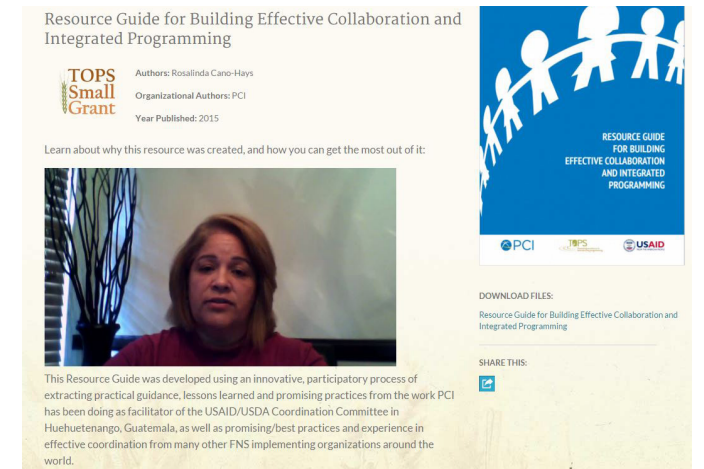 Resource Guide for Building Effective Collaboration and
Integrated Programming
TOPS
Small
Grant
Authors: Rosalinda Cano-Hays
Organizational Authors: PCI
Year Published: 2015
Learn about why this resource was created, and how you can get the most out of it:
This Resource Guide was developed using an innovative, participatory process of
extracting practical guidance, lessons learned and promising practices from the work PCI
has been doing as facilitator of the USAID/USDA Coordination Committee in
Huehuetenango, Guatemala, as well as promising/best practices and experience in
effective coordination from many other FNS implementing organizations around the
world.
RESOURCE GUIDE
FOR BUILDING
EFFECTIVE COLLABORATION
AND INTEGRATED
PROGRAMMING
PCI
TOPS
USAID
DOWNLOAD FILES:
Resource Guide for Building Effective Collaboration and
Integrated Programming
SHARE THIS: